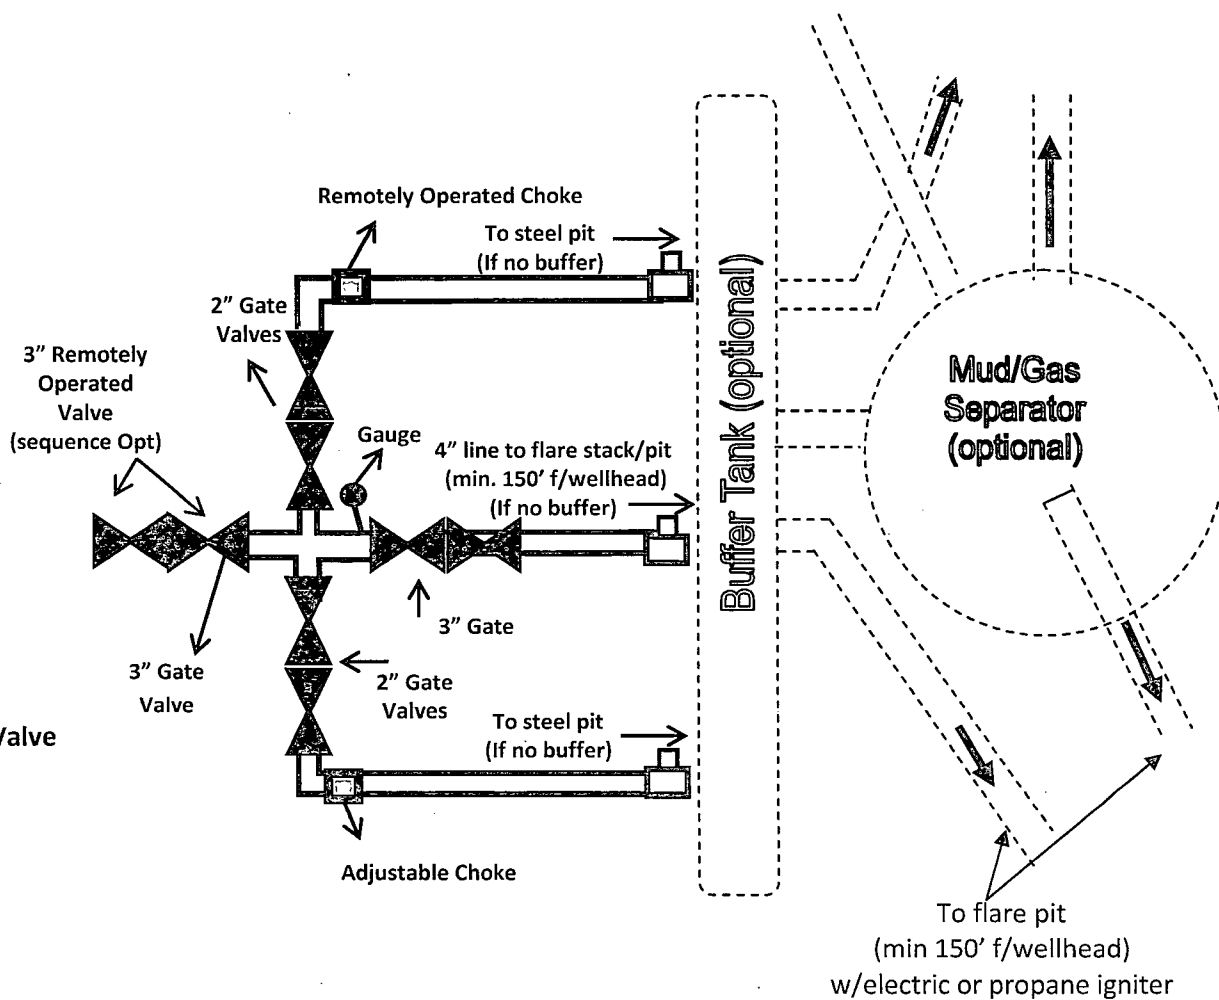 Remotely Operated Choke
To steel pit
(If no buffer)
2” Gate
Valves
3” Remotely
Operated
Valve
(sequence Opt)
Gauge
4” line to flare stack/pit
(min. 150’ f/wellhead)
(If no buffer)
Buffer Tank (optional)
Mud/Gas
Separator
(optional)
3” Gate
3” Gate
Valve
2” Gate
Valves
To steel pit
(If no buffer)
Valve
Adjustable Choke
To flare pit
(min 150’ f/wellhead)
w/electric or propane igniter